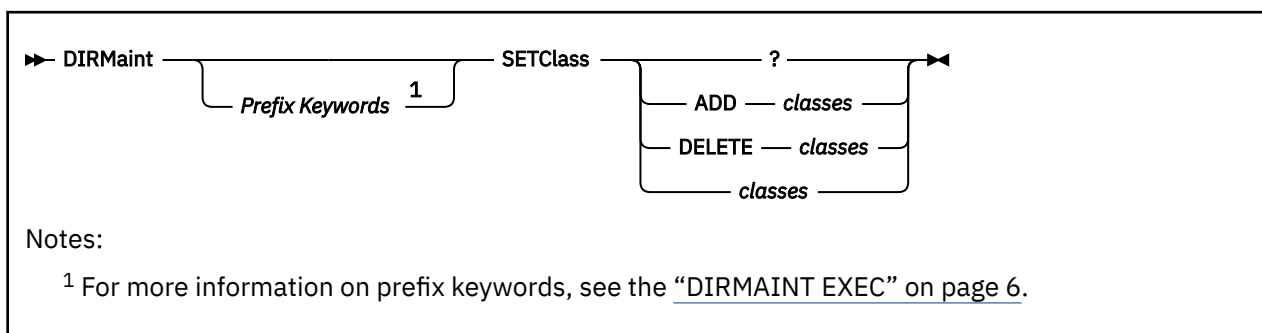 DIRMaint Prefix Keywords 1 SETClass ?
ADD classes
DELETE classes
classes
Notes:
1 For more information on prefix keywords, see the “DIRMAINT EXEC” on page 6.